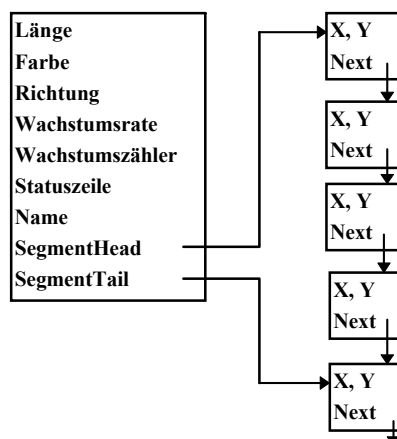 Länge
Farbe
Richtung
Wachstumsrate
Wachstumszähler
Statuszeile
Name
SegmentHead
SegmentTail
X, Y
Next
X, Y
Next
X, Y
Next
X, Y
Next
X, Y
Next